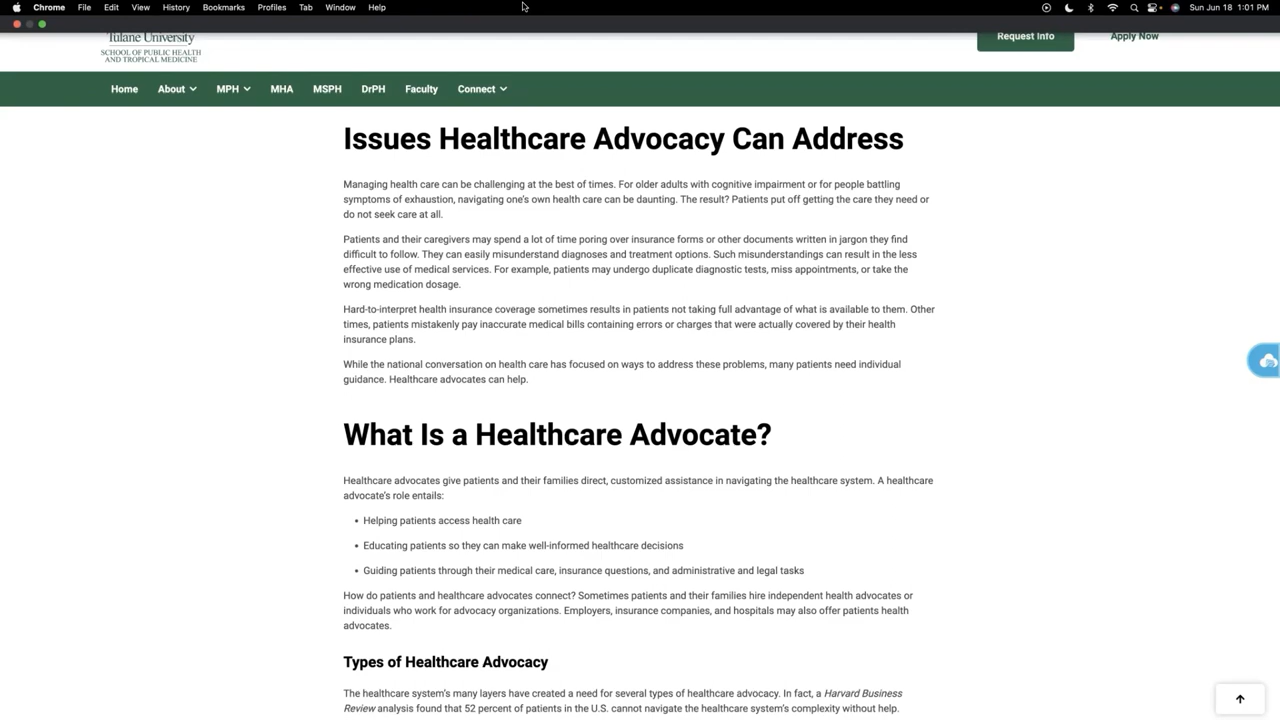 Chrome File Edit View History Bookmarks Profiles Tab Window Help Sun Jun 18 1:01 PM
Tulane University
SCHOOL OF PUBLIC HEALTH
AND TROPICAL MEDICINE
Request Info Apply Now
Home About MPH MHA MSPH DrPH Faculty Connect
Issues Healthcare Advocacy Can Address
Managing health care can be challenging at the best of times. For older adults with cognitive impairment or for people battling
symptoms of exhaustion, navigating one's own health care can be daunting. The result? Patients put off getting the care they need or
do not seek care at all.
Patients and their caregivers may spend a lot of time poring over insurance forms or other documents written in jargon they find
difficult to follow. They can easily misunderstand diagnoses and treatment options. Such misunderstandings can result in the less
effective use of medical services. For example, patients may undergo duplicate diagnostic tests, miss appointments, or take the
wrong medication dosage.
Hard-to-interpret health insurance coverage sometimes results in patients not taking full advantage of what is available to them. Other
times, patients mistakenly pay inaccurate medical bills containing errors or charges that were actually covered by their health
insurance plans.
While the national conversation on health care has focused on ways to address these problems, many patients need individual
guidance. Healthcare advocates can help.
What Is a Healthcare Advocate?
Healthcare advocates give patients and their families direct, customized assistance in navigating the healthcare system. A healthcare
advocate's role entails:
• Helping patients access health care
• Educating patients so they can make well-informed healthcare decisions
• Guiding patients through their medical care, insurance questions, and administrative and legal tasks
How do patients and healthcare advocates connect? Sometimes patients and their families hire independent health advocates or
individuals who work for advocacy organizations. Employers, insurance companies, and hospitals may also offer patients health
advocates.
Types of Healthcare Advocacy
The healthcare system's many layers have created a need for several types of healthcare advocacy. In fact, a Harvard Business
Review analysis found that 52 percent of patients in the U.S. cannot navigate the healthcare system's complexity without help.